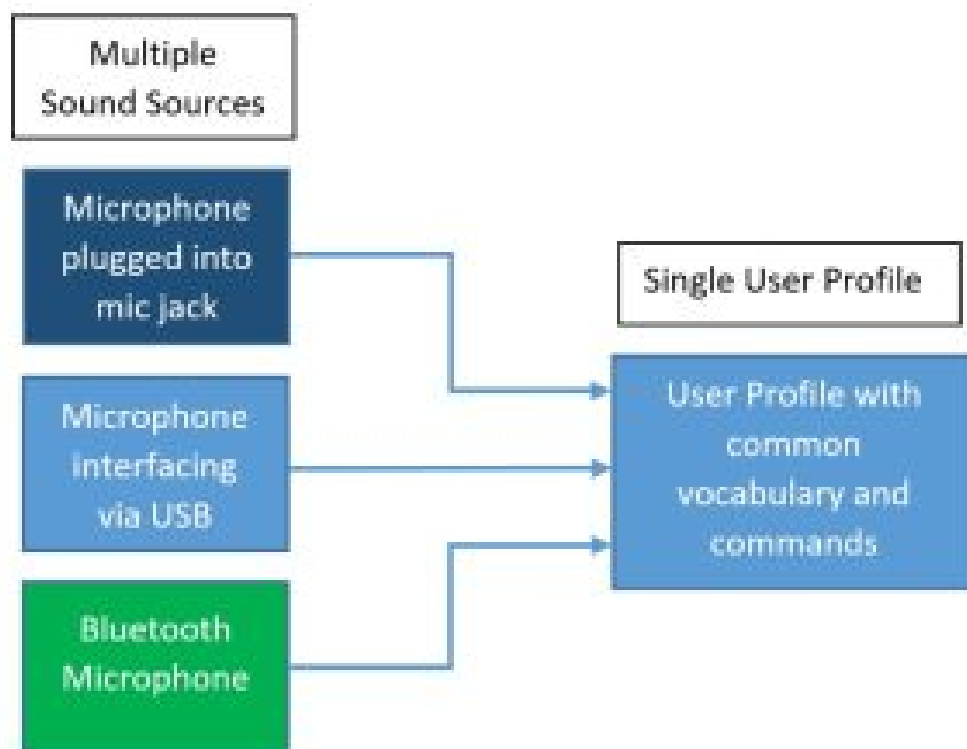 Multiple
Sound Sources
Microphone
plugged into
mic jack
Microphone
interfacing
via USB
Bluetooth
Microphone
Single User Profile
User Profile with
common
vocabulary and
commands